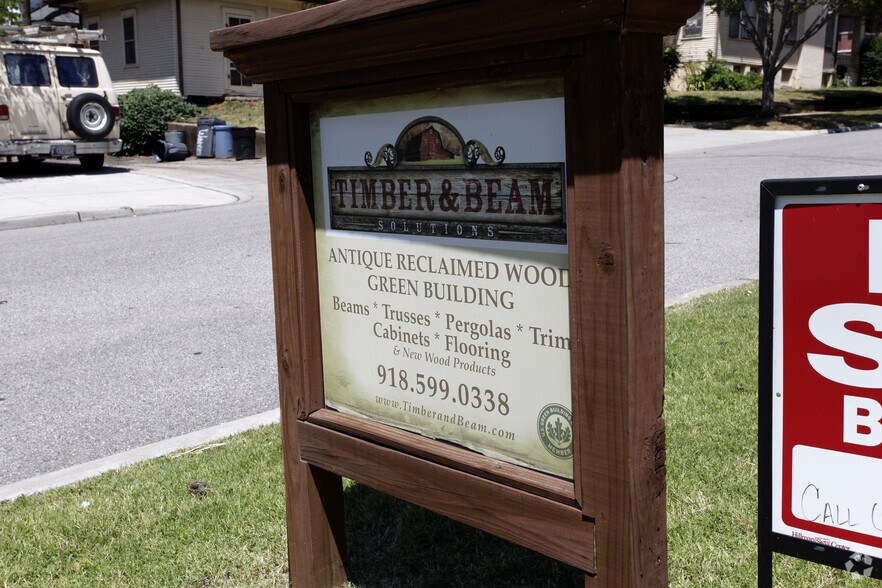 TIMBER & BEAM
SOLUTIONS
ANTIQUE RECLAIMED WOOD
GREEN BUILDING
Beams * Trusses * Pergolas * Trim
Cabinets * Flooring
& New Wood Products
918.599.0338
www.TimberandBeam.com
MEMBER
S
B
CALL